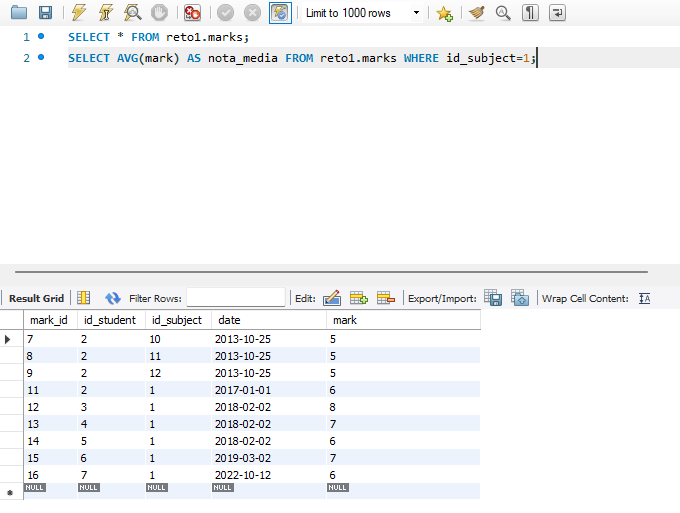 Limit to 1000 rows
1 SELECT * FROM reto1.marks;
2 SELECT AVG(mark) AS nota_media FROM reto1.marks WHERE id_subject=1;
Result Grid Filter Rows: Edit: Export/Import: Wrap Cell Content: IA
mark_id id_student id_subject date mark
7 2 10 2013-10-25 5
8 2 11 2013-10-25 5
9 2 12 2013-10-25 5
11 2 1 2017-01-01 6
12 3 1 2018-02-02 8
13 4 1 2018-02-02 7
14 5 1 2018-02-02 6
15 6 1 2019-03-02 7
16 7 1 2022-10-12 6
NULL NULL NULL NULL NULL